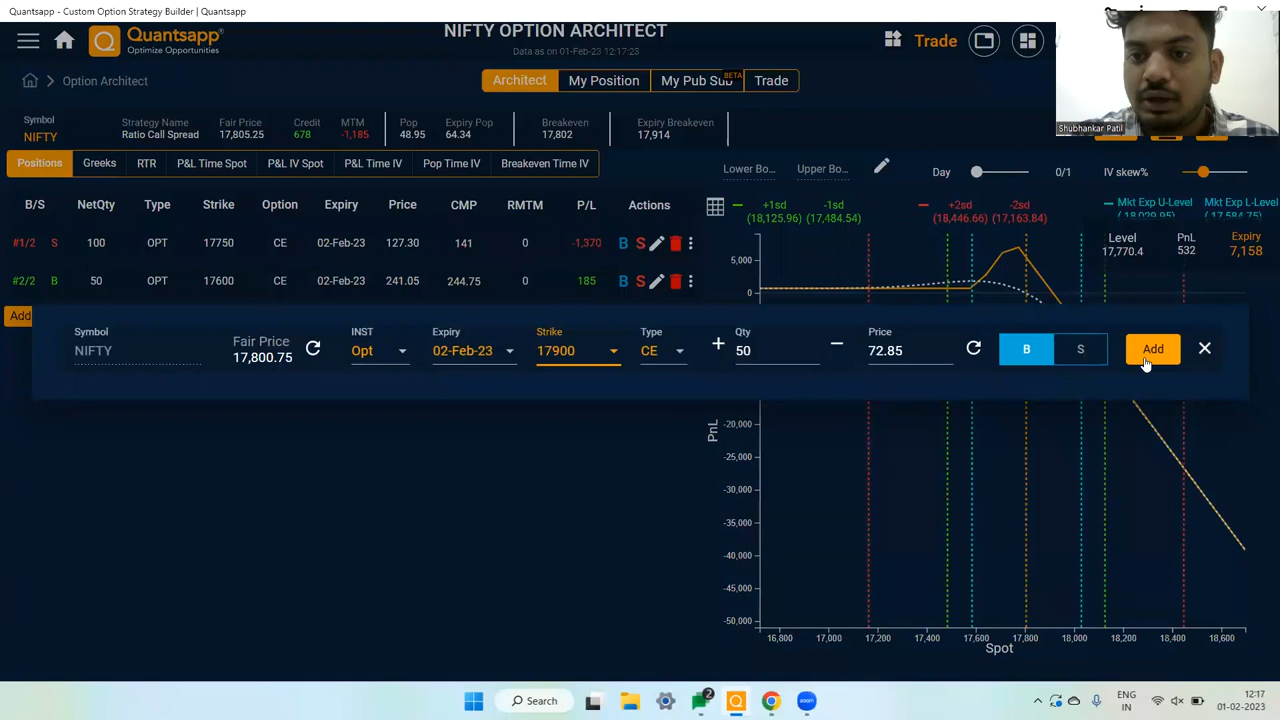 Quantsapp - Custom Option Strategy Builder | Quantsapp
Quantsapp
Optimize Opportunities
NIFTY OPTION ARCHITECT
Data as on 01-Feb-23 12:17:23
Trade
Option Architect
Architect My Position My Pub Sub BETA Trade
Shubhankar Patil
Symbol Strategy Name Fair Price Credit MTM Pop Expiry Pop Breakeven Expiry Breakeven
NIFTY Ratio Call Spread 17,805.25 678 -1,185 48.95 64.34 17,802 17,914
Positions Greeks RTR P&L Time Spot P&L IV Spot P&L Time IV Pop Time IV Breakeven Time IV
Lower Bo... Upper Bo... Day 0/1 IV skew%
B/S NetQty Type Strike Option Expiry Price CMP RMTM P/L Actions
#1/2 S 100 OPT 17750 CE 02-Feb-23 127.30 141 0 -1,370 B S
#2/2 B 50 OPT 17600 CE 02-Feb-23 241.05 244.75 0 185 B S
+1sd -1sd +2sd -2sd Mkt Exp U-Level Mkt Exp L-Level
(18,125.96) (17,484.54) (18,446.66) (17,163.84) (18,029.95) (17,584.75)
Level PnL Expiry
17,770.4 532 7,158
5,000
0
Add
Symbol Fair Price INST Expiry Strike Type Qty Price
NIFTY 17,800.75 Opt 02-Feb-23 17900 CE + 50 − 72.85 B S Add
PnL
-20,000
-25,000
-30,000
-35,000
-40,000
-45,000
-50,000
16,800 17,000 17,200 17,400 17,600 17,800 18,000 18,200 18,400 18,600
Spot
Search
2
zoom
ENG
IN
12:17
01-02-2023